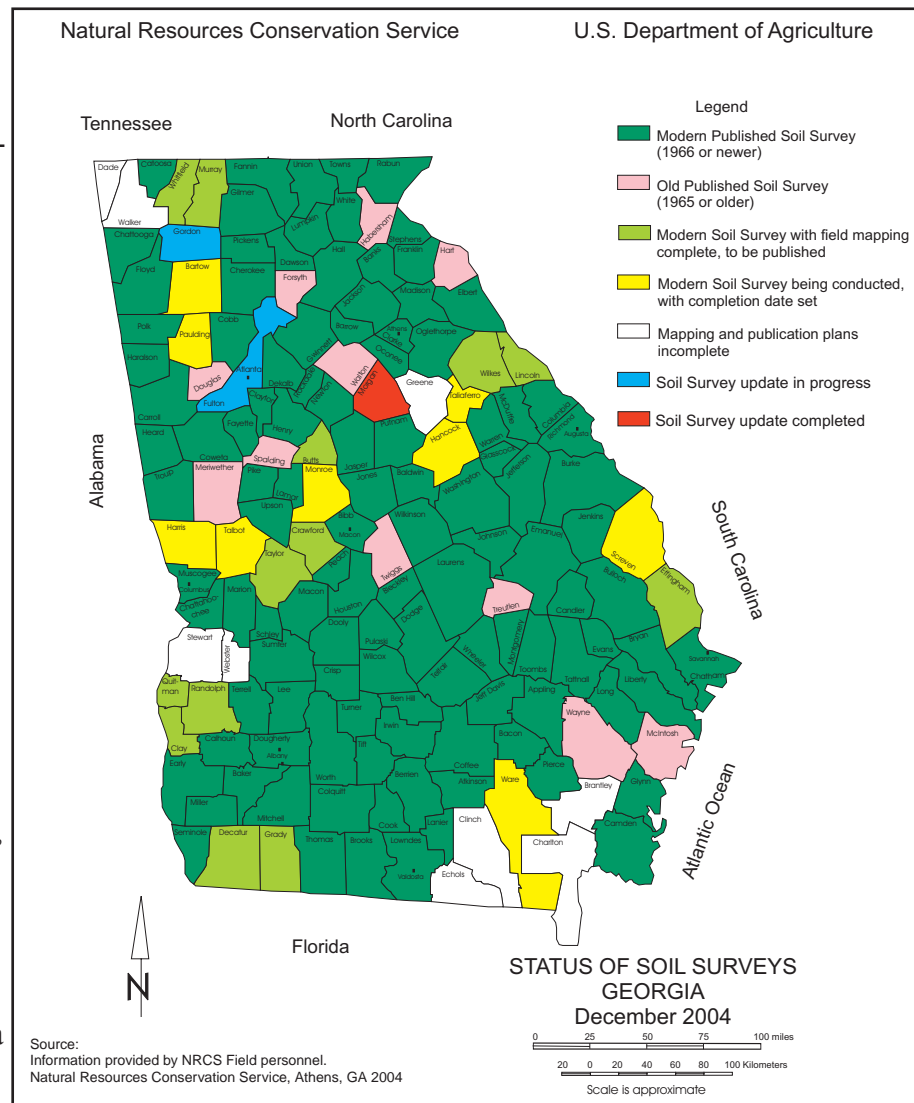 Natural Resources Conservation Service
U.S. Department of Agriculture
Legend
Modern Published Soil Survey
(1966 or newer)
Old Published Soil Survey
(1965 or older)
Modern Soil Survey with field mapping
complete, to be published
Modern Soil Survey being conducted,
with completion date set
Mapping and publication plans
incomplete
Soil Survey update in progress
Soil Survey update completed
Tennessee
North Carolina
Alabama
South Carolina
Atlantic Ocean
Florida
Dade
Catoosa
Whitfield
Murray
Fannin
Union
Towns
Rabun
Walker
Gilmer
White
Habersham
Lumpkin
Stephens
Chattooga
Gordon
Pickens
Dawson
Hall
Banks
Franklin
Hart
Floyd
Bartow
Cherokee
Forsyth
Jackson
Madison
Elbert
Polk
Paulding
Cobb
Gwinnett
Barrow
Athens
Clarke
Oglethorpe
Oconee
Haralson
Douglas
Atlanta
Fulton
Dekalb
Rockdale
Newton
Walton
Morgan
Greene
Wilkes
Lincoln
Taliafero
McDuffie
Columbia
Richmond
Augusta
Carroll
Clayton
Fayette
Henry
Putnam
Hancock
Warren
Glasscock
Heard
Coweta
Spalding
Butts
Jasper
Jones
Baldwin
Washington
Jefferson
Burke
Troup
Meriwether
Pike
Lamar
Monroe
Upson
Bibb
Macon
Wilkinson
Jenkins
Screven
Harris
Talbot
Taylor
Crawford
Peach
Twiggs
Johnson
Emanuel
Bulloch
Effingham
Muscogee
Columbus
Chattahoo-
chee
Marion
Macon
Houston
Bleckley
Laurens
Treutlen
Candler
Schley
Dooly
Pulaski
Dodge
Montgomery
Evans
Bryan
Savannah
Chatham
Stewart
Webster
Sumter
Crisp
Wilcox
Telfair
Wheeler
Toombs
Tattnall
Liberty
Long
Quit-
man
Randolph
Terrell
Lee
Turner
Ben Hill
Jeff Davis
Appling
Wayne
McIntosh
Irwin
Clay
Calhoun
Dougherty
Albany
Tift
Bacon
Early
Baker
Worth
Coffee
Pierce
Brantley
Glynn
Miller
Mitchell
Colquitt
Berrien
Atkinson
Ware
Camden
Seminole
Decatur
Grady
Thomas
Brooks
Cook
Lowndes
Valdosta
Lanier
Clinch
Echols
Charlton
N
STATUS OF SOIL SURVEYS
GEORGIA
December 2004
0 25 50 75 100 miles
20 0 20 40 60 80 100 Kilometers
Scale is approximate
Source:
Information provided by NRCS Field personnel.
Natural Resources Conservation Service, Athens, GA 2004